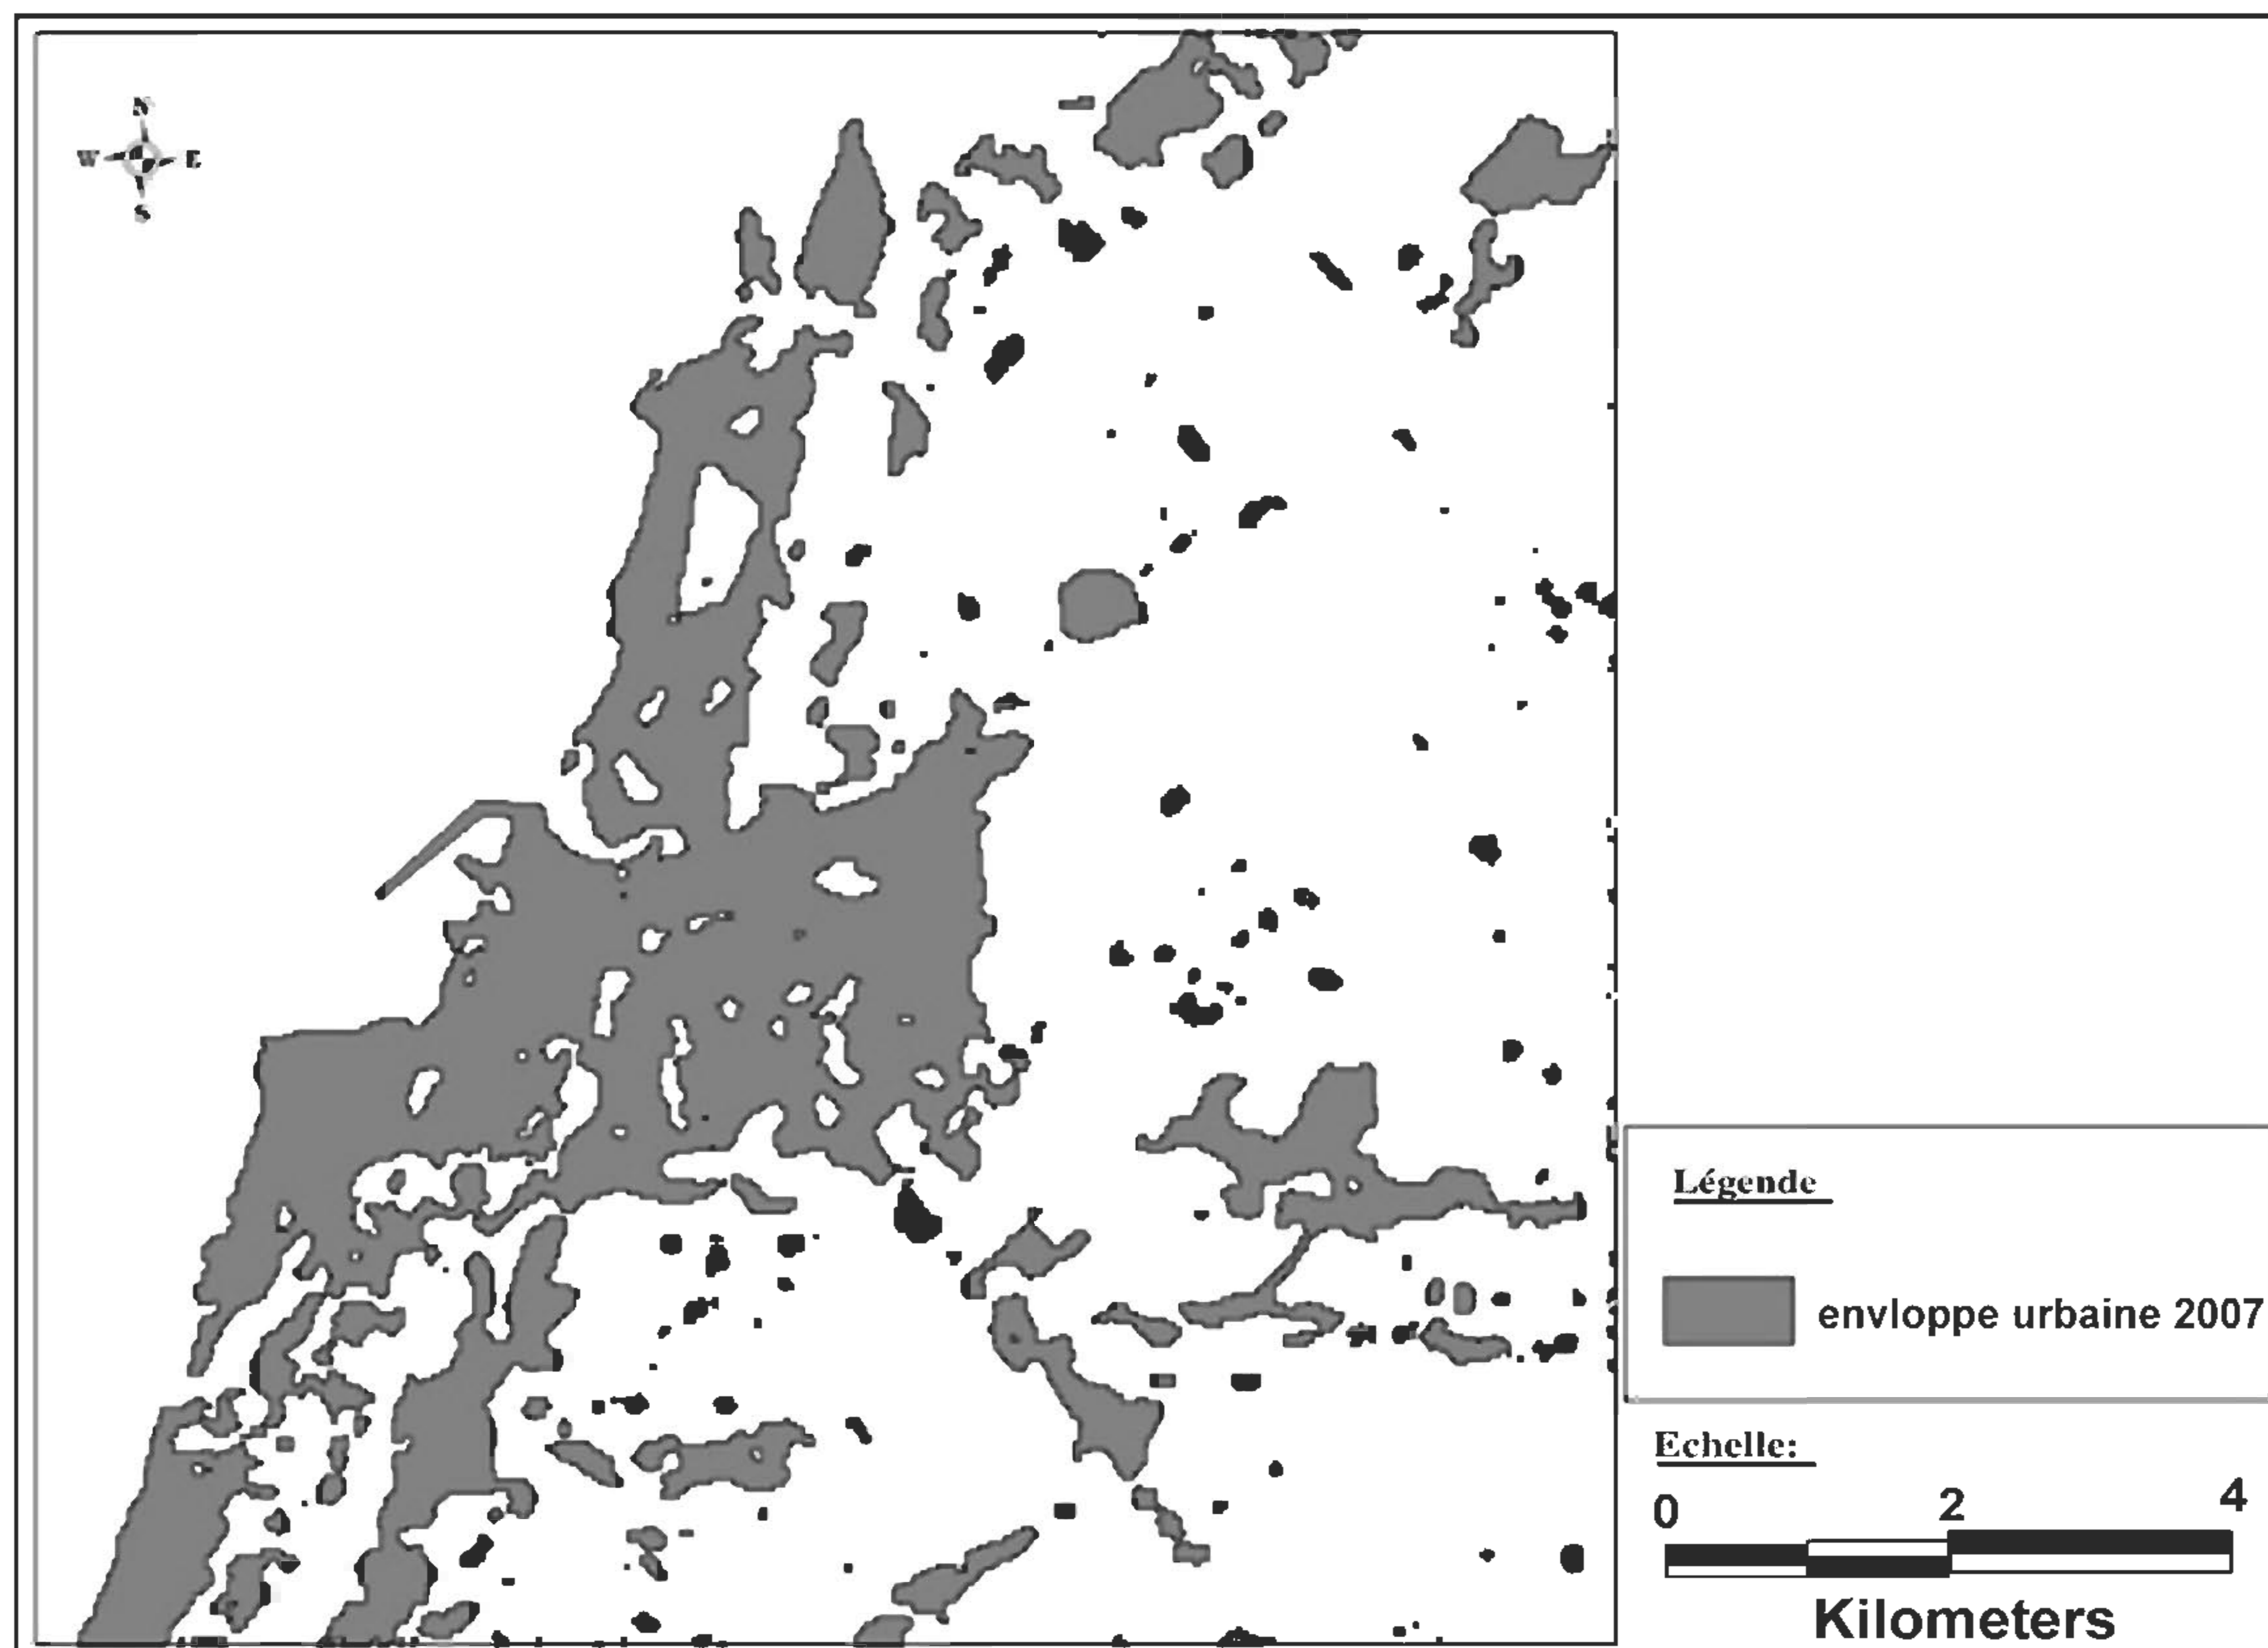 N
W E
S
Légende
envloppe urbaine 2007
Echelle:
0 2 4
Kilometers